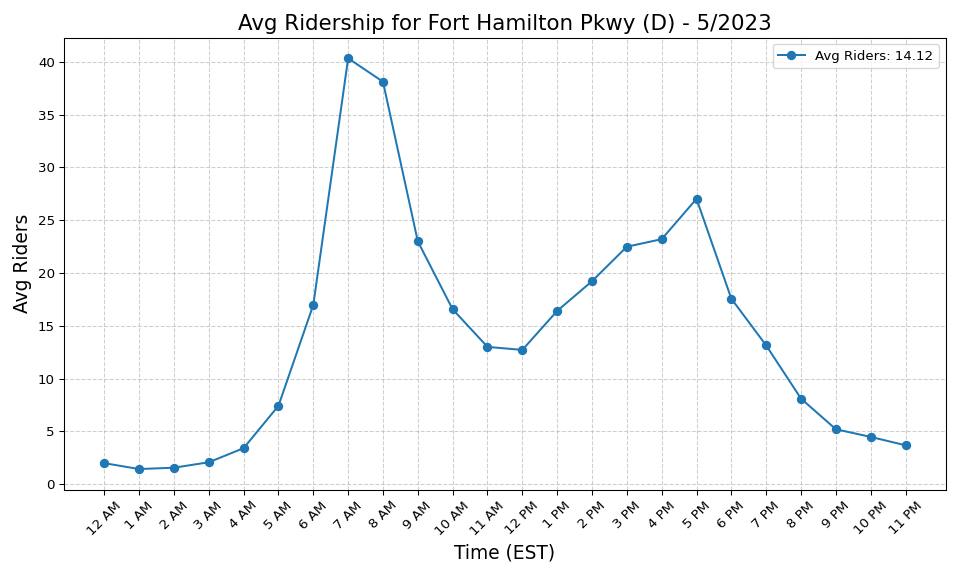 Avg Ridership for Fort Hamilton Pkwy (D) - 5/2023
Avg Riders: 14.12
40
35
30
25
20
15
10
5
0
Avg Riders
12 AM
1 AM
2 AM
3 AM
4 AM
5 AM
6 AM
7 AM
8 AM
9 AM
10 AM
11 AM
12 PM
1 PM
2 PM
3 PM
4 PM
5 PM
6 PM
7 PM
8 PM
9 PM
10 PM
11 PM
Time (EST)